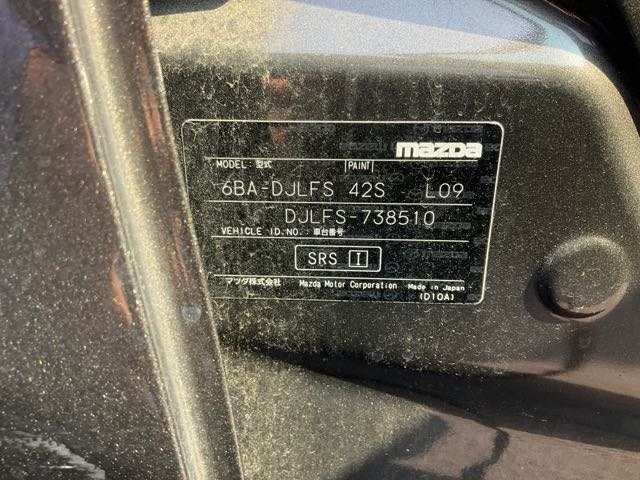 mazda
MODEL: 型式 PAINT
6BA-DJLFS 42S L09
DJLFS-738510
VEHICLE ID.NO.: 車台番号
SRS I
マツダ株式会社 Mazda Motor Corporation Made in Japan
(D10A)